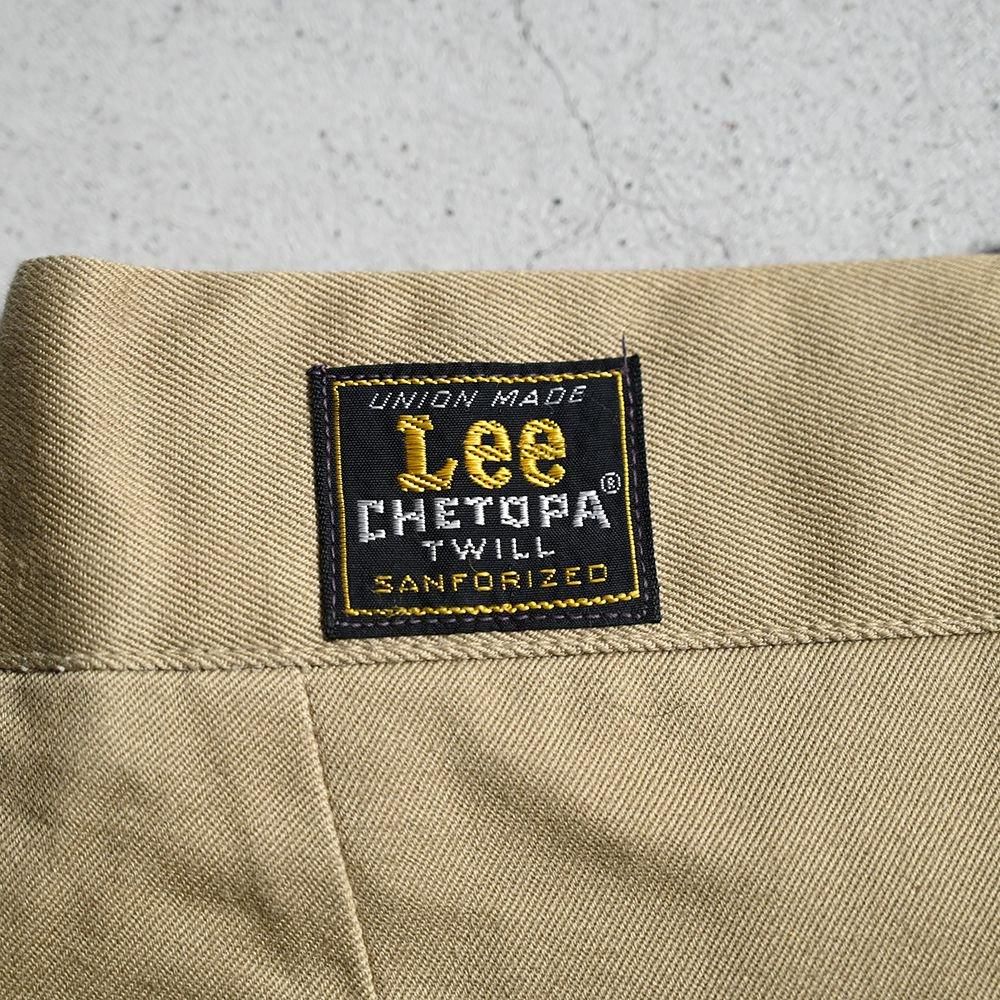 UNION MADE
Lee
CHETOPA®
TWILL
SANFORIZED